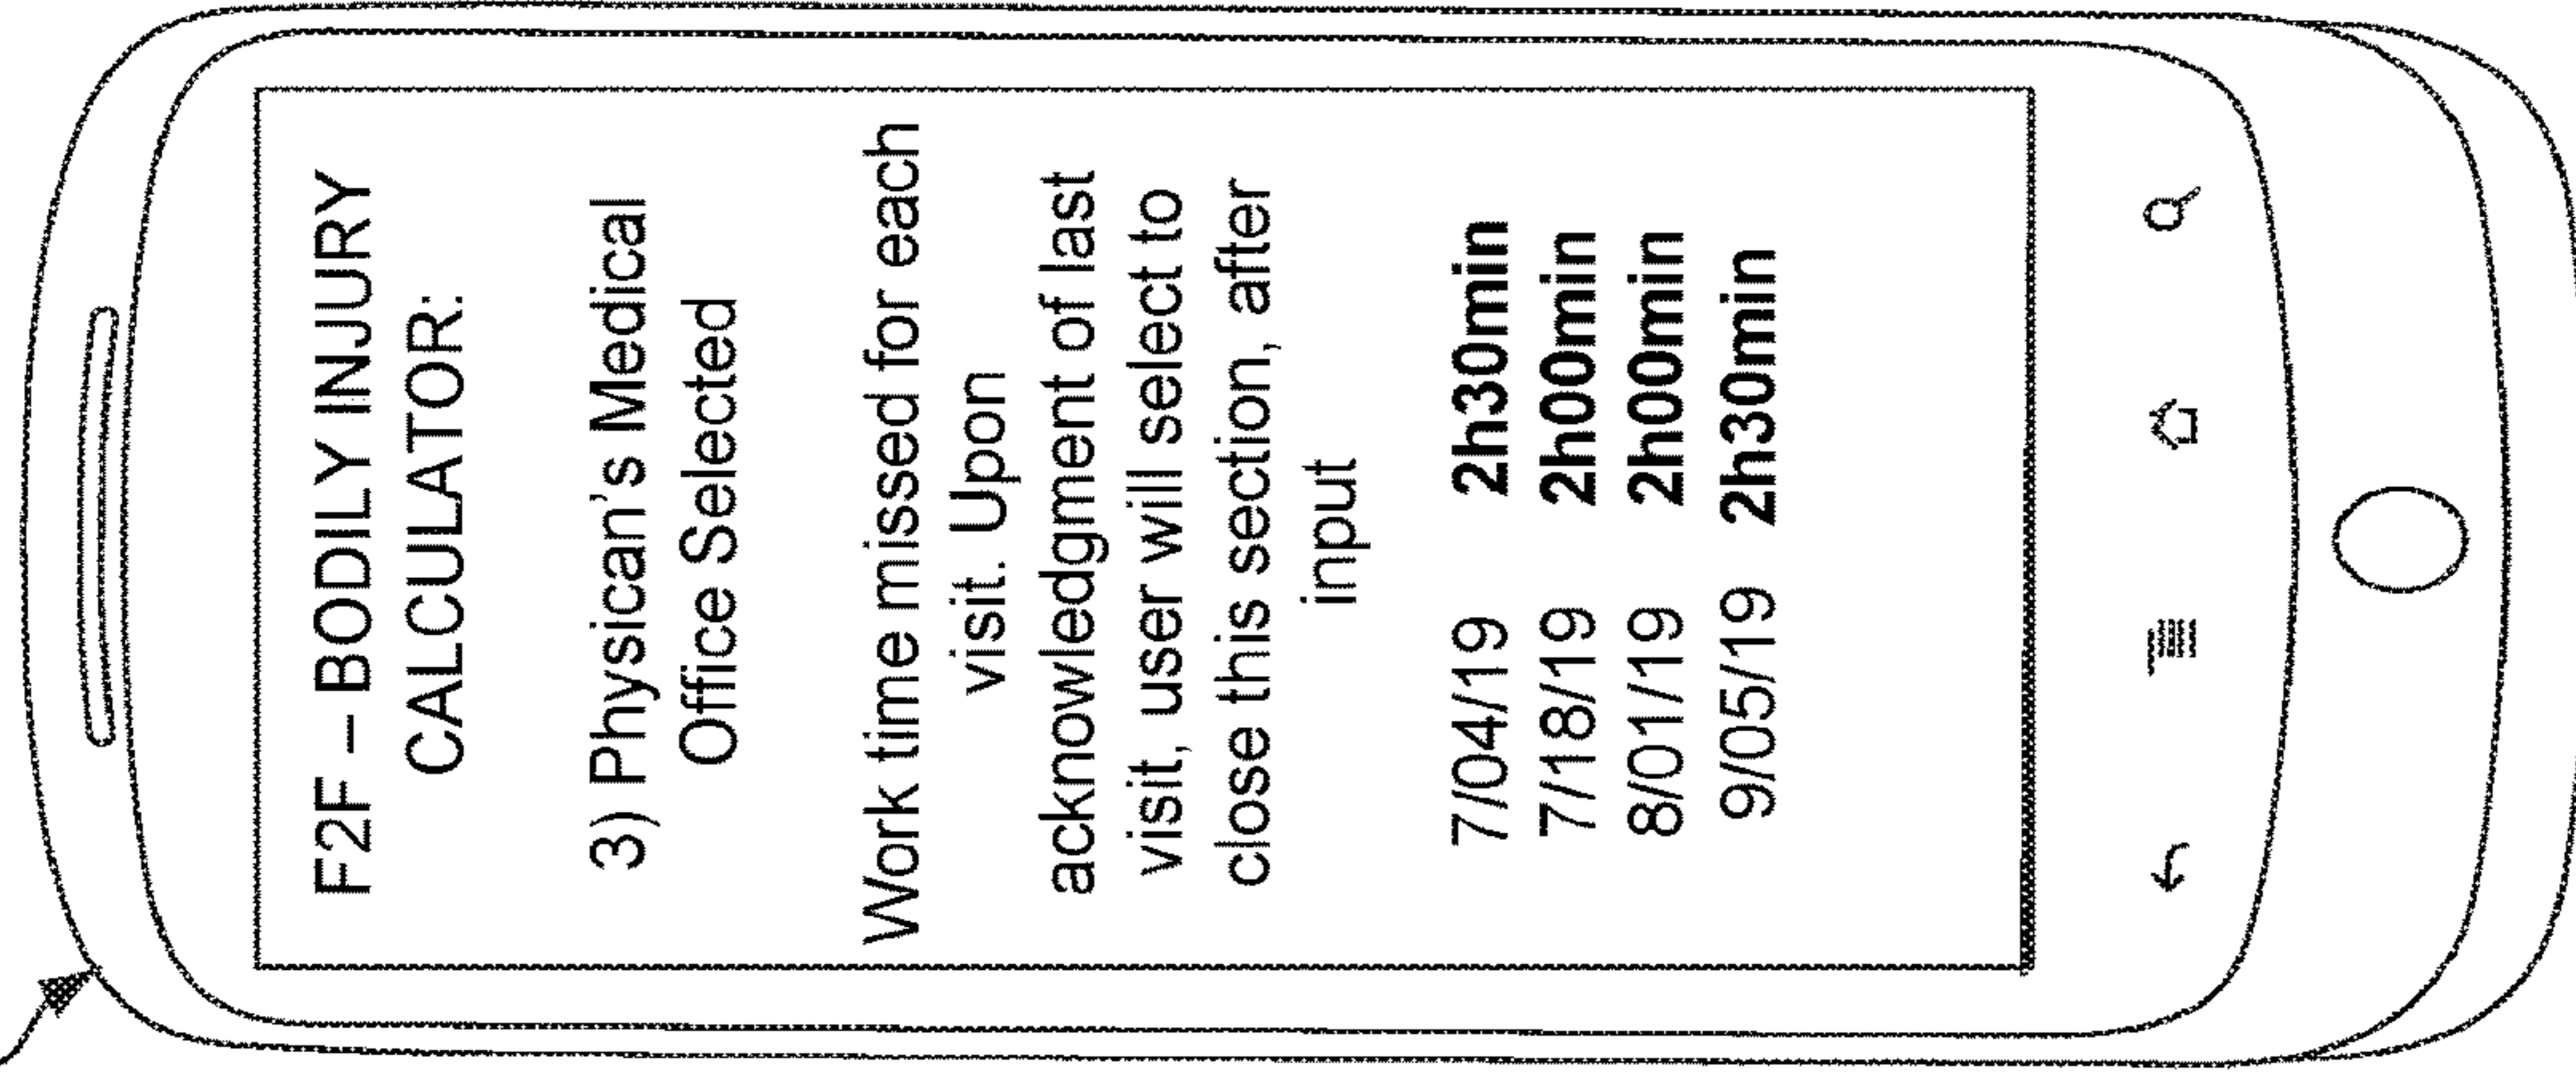 F2F – BODILY INJURY
CALCULATOR:
3) Physican's Medical
Office Selected
Work time missed for each
visit. Upon
acknowledgment of last
visit, user will select to
close this section, after
input
7/04/19 2h30min
7/18/19 2h00min
8/01/19 2h00min
9/05/19 2h30min